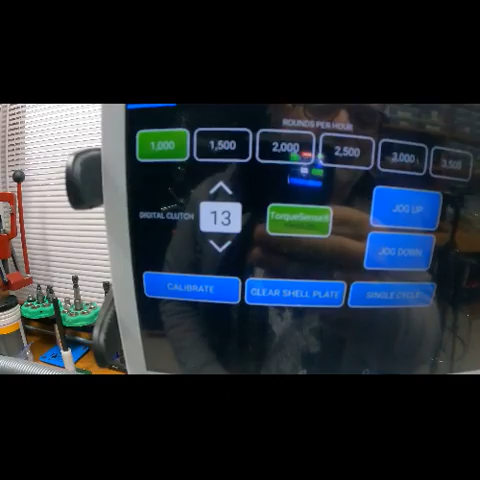 ROUNDS PER HOUR
1,000 1,500 2,000 2,500 3,000 3,500
DIGITAL CLUTCH 13 TorqueSense® JOG UP
JOG DOWN
CALIBRATE CLEAR SHELL PLATE SINGLE CYCLE